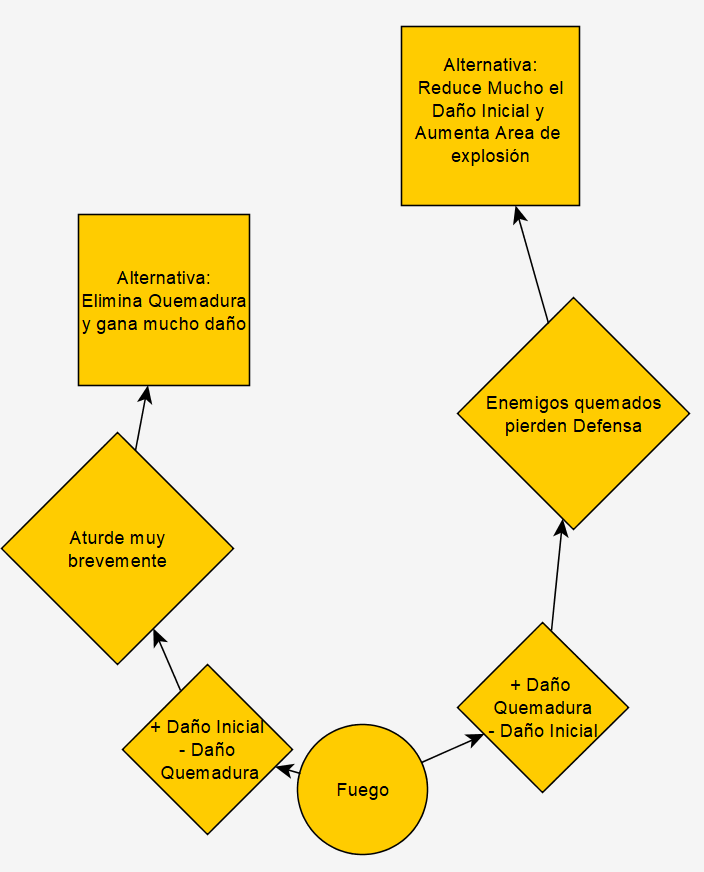 Alternativa:
Reduce Mucho el
Daño Inicial y
Aumenta Area de
explosión
Alternativa:
Elimina Quemadura
y gana mucho daño
Enemigos quemados
pierden Defensa
Aturde muy
brevemente
+ Daño
Quemadura
- Daño Inicial
+ Daño Inicial
- Daño
Quemadura
Fuego